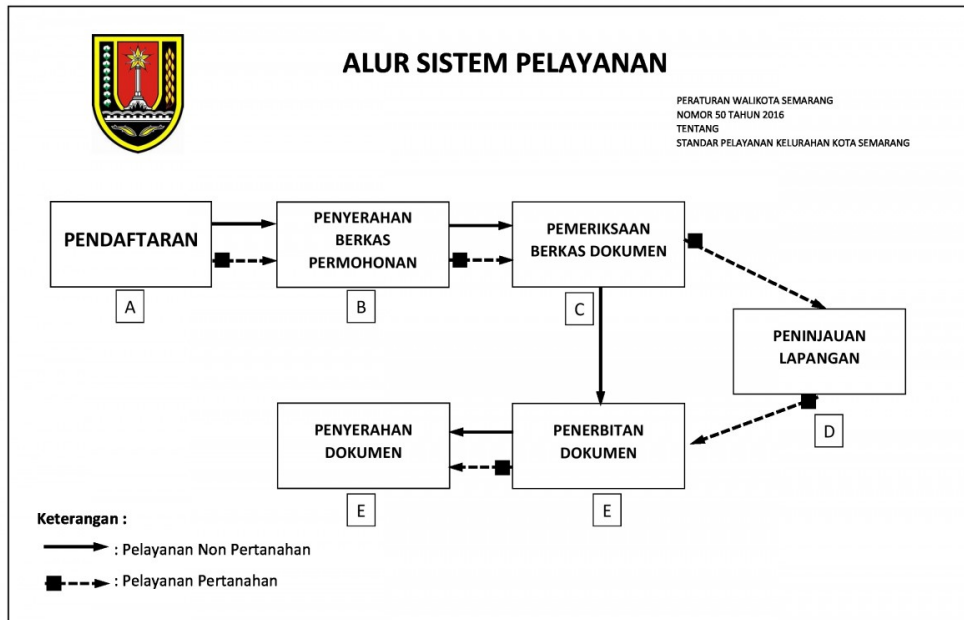 ALUR SISTEM PELAYANAN
PERATURAN WALIKOTA SEMARANG
NOMOR 50 TAHUN 2016
TENTANG
STANDAR PELAYANAN KELURAHAN KOTA SEMARANG
PENDAFTARAN
A
PENYERAHAN
BERKAS
PERMOHONAN
B
PEMERIKSAAN
BERKAS DOKUMEN
C
PENINJAUAN
LAPANGAN
D
PENYERAHAN
DOKUMEN
E
PENERBITAN
DOKUMEN
E
Keterangan :
: Pelayanan Non Pertanahan
: Pelayanan Pertanahan